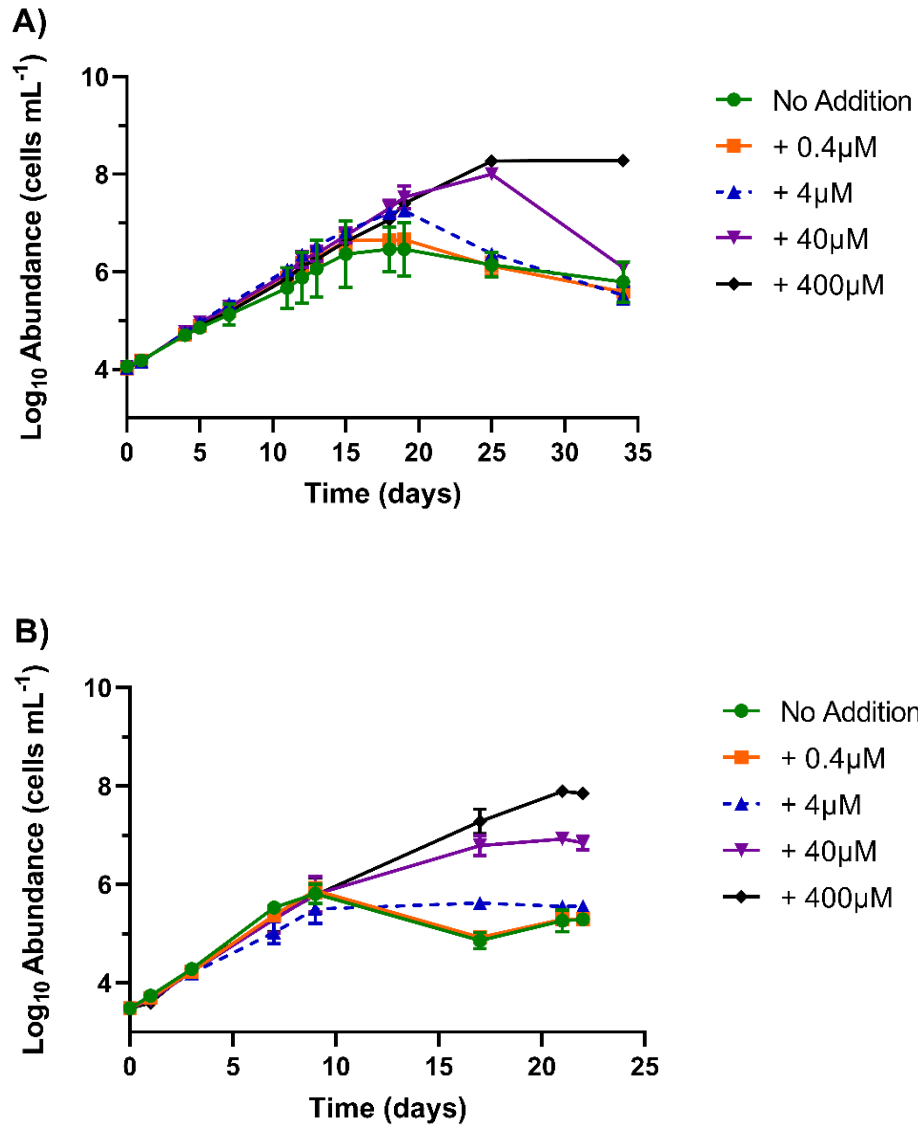 A)
Log₁₀ Abundance (cells mL⁻¹)
10
8
6
4
0 5 10 15 20 25 30 35
Time (days)
No Addition
+ 0.4µM
+ 4µM
+ 40µM
+ 400µM
B)
Log₁₀ Abundance (cells mL⁻¹)
10
8
6
4
0 5 10 15 20 25
Time (days)
No Addition
+ 0.4µM
+ 4µM
+ 40µM
+ 400µM